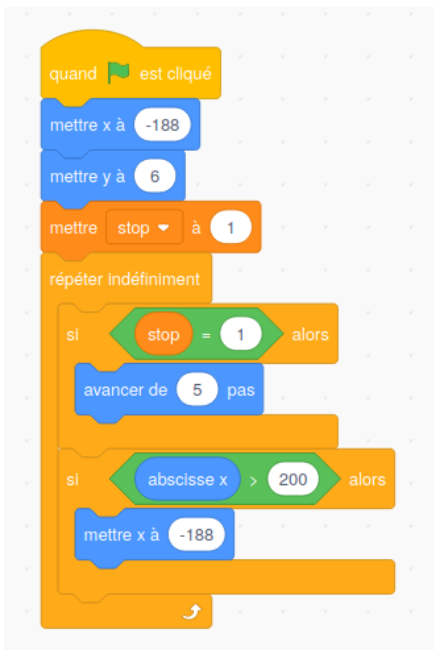 quand est cliqué
mettre x à -188
mettre y à 6
mettre stop à 1
répéter indéfiniment
si stop = 1 alors
avancer de 5 pas
si abscisse x > 200 alors
mettre x à -188